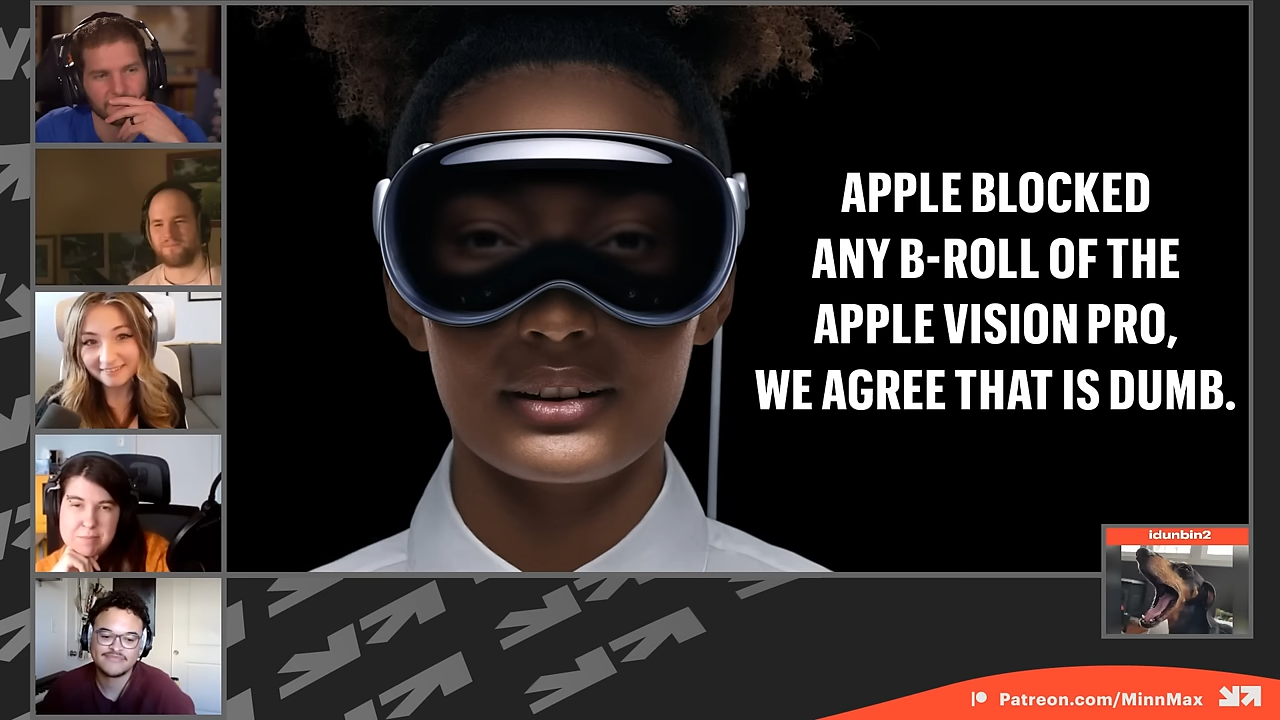 APPLE BLOCKED
ANY B-ROLL OF THE
APPLE VISION PRO,
WE AGREE THAT IS DUMB.
idunbin2
Patreon.com/MinnMax